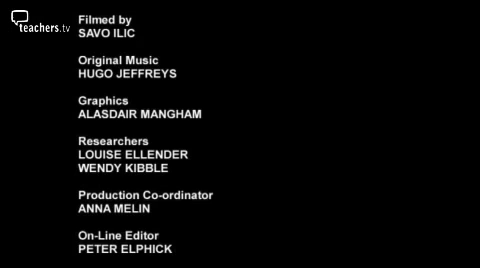 teachers.tv
Filmed by
SAVO ILIC
Original Music
HUGO JEFFREYS
Graphics
ALASDAIR MANGHAM
Researchers
LOUISE ELLENDER
WENDY KIBBLE
Production Co-ordinator
ANNA MELIN
On-Line Editor
PETER ELPHICK